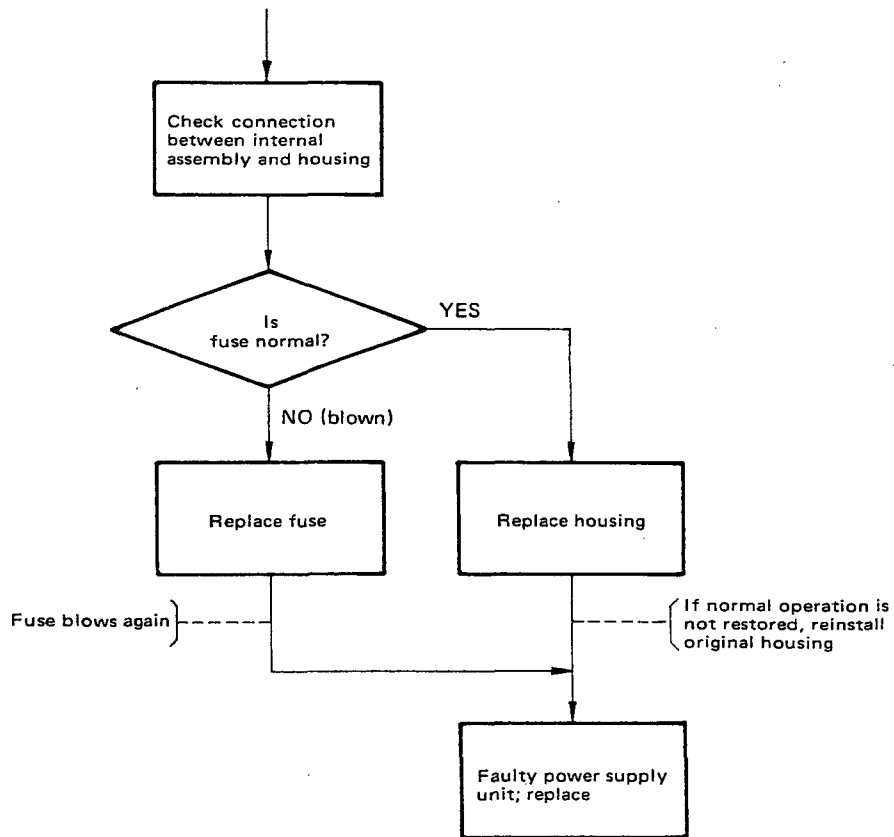 Check connection
between internal
assembly and housing
Is
fuse normal?
YES
NO (blown)
Replace fuse
Replace housing
Fuse blows again
If normal operation is
not restored, reinstall
original housing
Faulty power supply
unit; replace